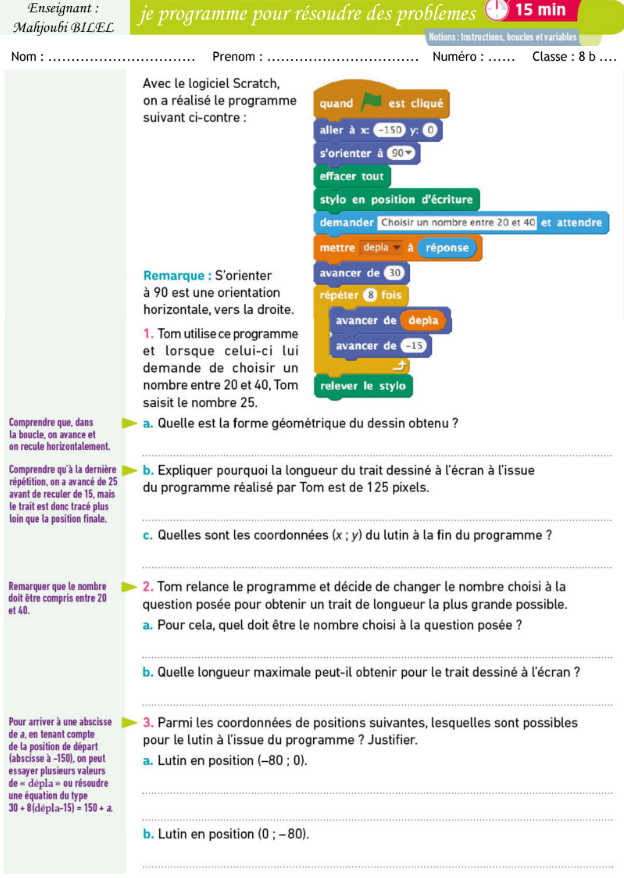 Enseignant :
Mahjoubi BILEL
je programme pour résoudre des problemes
15 min
Notions : Instructions, boucles et variables
Nom : .............................. Prenom : ................................. Numéro : ...... Classe : 8 b ....
Avec le logiciel Scratch,
on a réalisé le programme
suivant ci-contre :
quand est cliqué
aller à x: -150 y: 0
s'orienter à 90
effacer tout
stylo en position d'écriture
demander Choisir un nombre entre 20 et 40 et attendre
mettre depla à réponse
avancer de 30
répéter 8 fois
avancer de depla
avancer de -15
relever le stylo
Remarque : S'orienter
à 90 est une orientation
horizontale, vers la droite.
1. Tom utilise ce programme
et lorsque celui-ci lui
demande de choisir un
nombre entre 20 et 40, Tom
saisit le nombre 25.
Comprendre que, dans
la boucle, on avance et
on recule horizontalement.
a. Quelle est la forme géométrique du dessin obtenu ?
Comprendre qu'à la dernière
répétition, on a avancé de 25
avant de reculer de 15, mais
le trait est donc tracé plus
loin que la position finale.
b. Expliquer pourquoi la longueur du trait dessiné à l'écran à l'issue
du programme réalisé par Tom est de 125 pixels.
c. Quelles sont les coordonnées (x ; y) du lutin à la fin du programme ?
Remarquer que le nombre
doit être compris entre 20
et 40.
2. Tom relance le programme et décide de changer le nombre choisi à la
question posée pour obtenir un trait de longueur la plus grande possible.
a. Pour cela, quel doit être le nombre choisi à la question posée ?
b. Quelle longueur maximale peut-il obtenir pour le trait dessiné à l'écran ?
Pour arriver à une abscisse
de a, en tenant compte
de la position de départ
(abscisse à -150), on peut
essayer plusieurs valeurs
de « dépla » ou résoudre
une équation du type
30 + 8(dépla-15) = 150 + a.
3. Parmi les coordonnées de positions suivantes, lesquelles sont possibles
pour le lutin à l'issue du programme ? Justifier.
a. Lutin en position (–80 ; 0).
b. Lutin en position (0 ; –80).